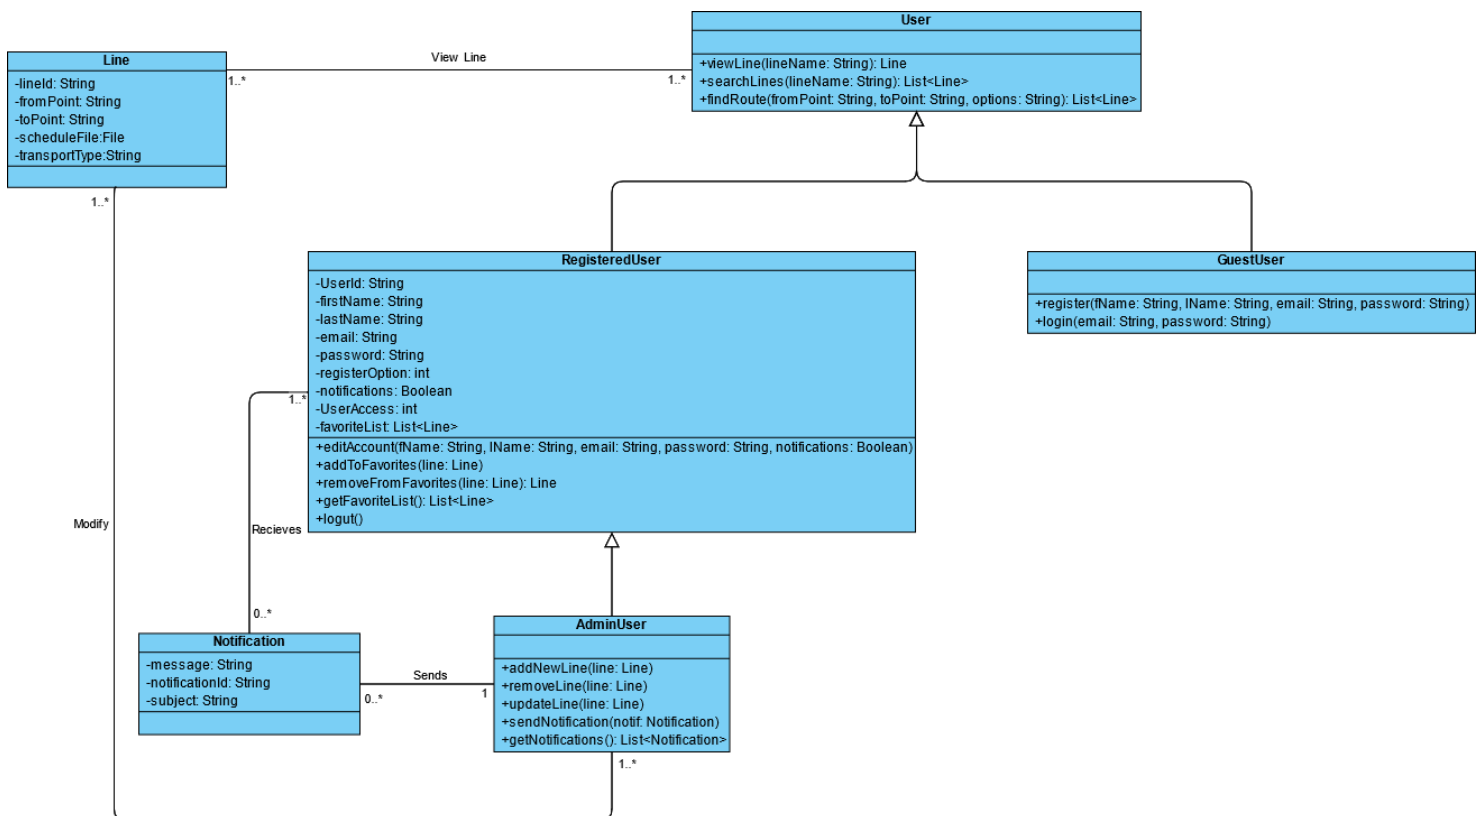 User
+viewLine(lineName: String): Line
+searchLines(lineName: String): List<Line>
+findRoute(fromPoint: String, toPoint: String, options: String): List<Line>
Line
-lineId: String
-fromPoint: String
-toPoint: String
-scheduleFile:File
-transportType:String
View Line
1..*
1..*
1..*
RegisteredUser
-UserId: String
-firstName: String
-lastName: String
-email: String
-password: String
-registerOption: int
-notifications: Boolean
-UserAccess: int
-favoriteList: List<Line>
+editAccount(fName: String, lName: String, email: String, password: String, notifications: Boolean)
+addToFavorites(line: Line)
+removeFromFavorites(line: Line): Line
+getFavoriteList(): List<Line>
+logut()
GuestUser
+register(fName: String, lName: String, email: String, password: String)
+login(email: String, password: String)
1..*
Modify
Recieves
0..*
Notification
-message: String
-notificationId: String
-subject: String
Sends
0..*
1
AdminUser
+addNewLine(line: Line)
+removeLine(line: Line)
+updateLine(line: Line)
+sendNotification(notif: Notification)
+getNotifications(): List<Notification>
1..*